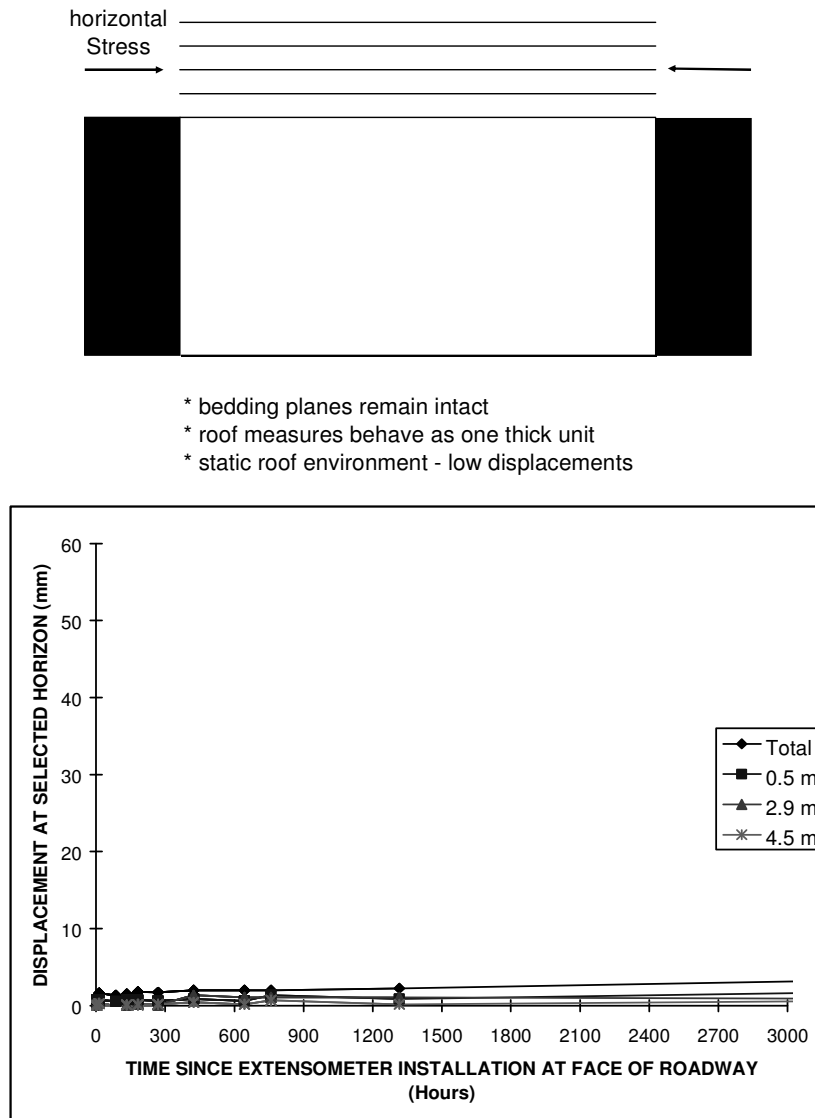 horizontal
Stress
* bedding planes remain intact
* roof measures behave as one thick unit
* static roof environment - low displacements
DISPLACEMENT AT SELECTED HORIZON (mm)
60
50
40
30
20
10
0
Total
0.5 m
2.9 m
4.5 m
0 300 600 900 1200 1500 1800 2100 2400 2700 3000
TIME SINCE EXTENSOMETER INSTALLATION AT FACE OF ROADWAY
(Hours)